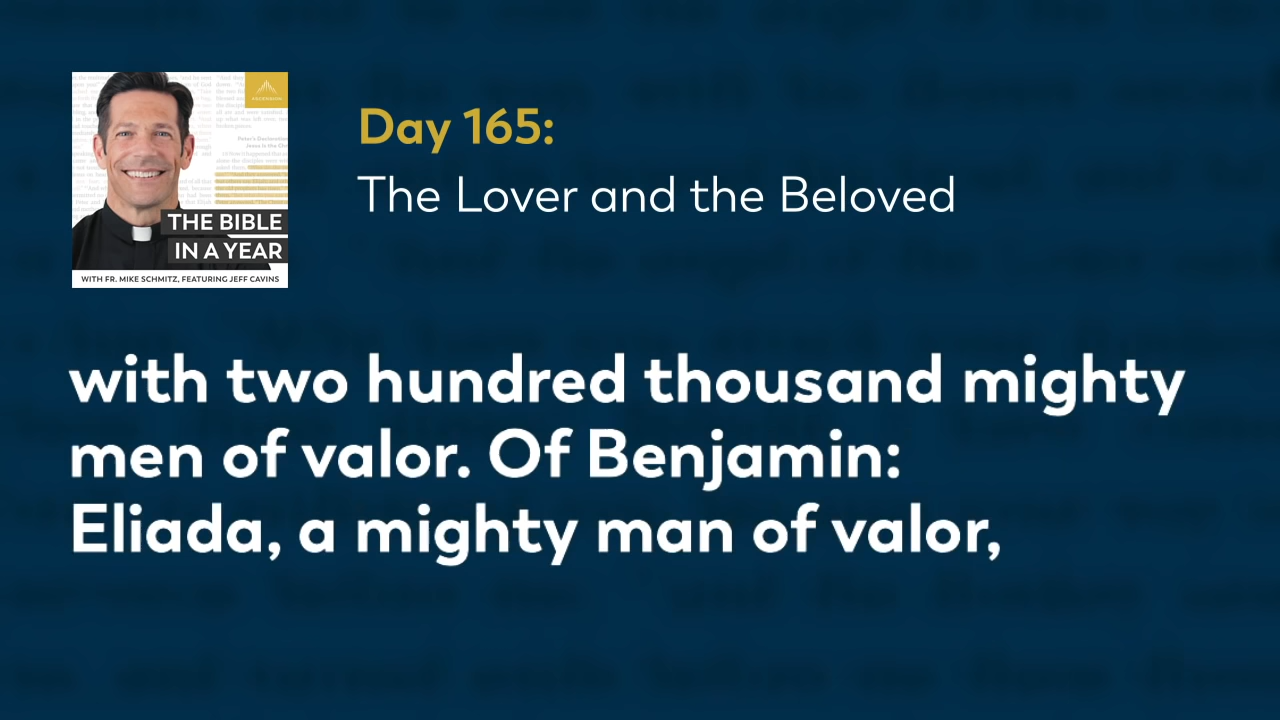 Day 165:
The Lover and the Beloved
THE BIBLE
IN A YEAR
WITH FR. MIKE SCHMITZ, FEATURING JEFF CAVINS
with two hundred thousand mighty
men of valor. Of Benjamin:
Eliada, a mighty man of valor,